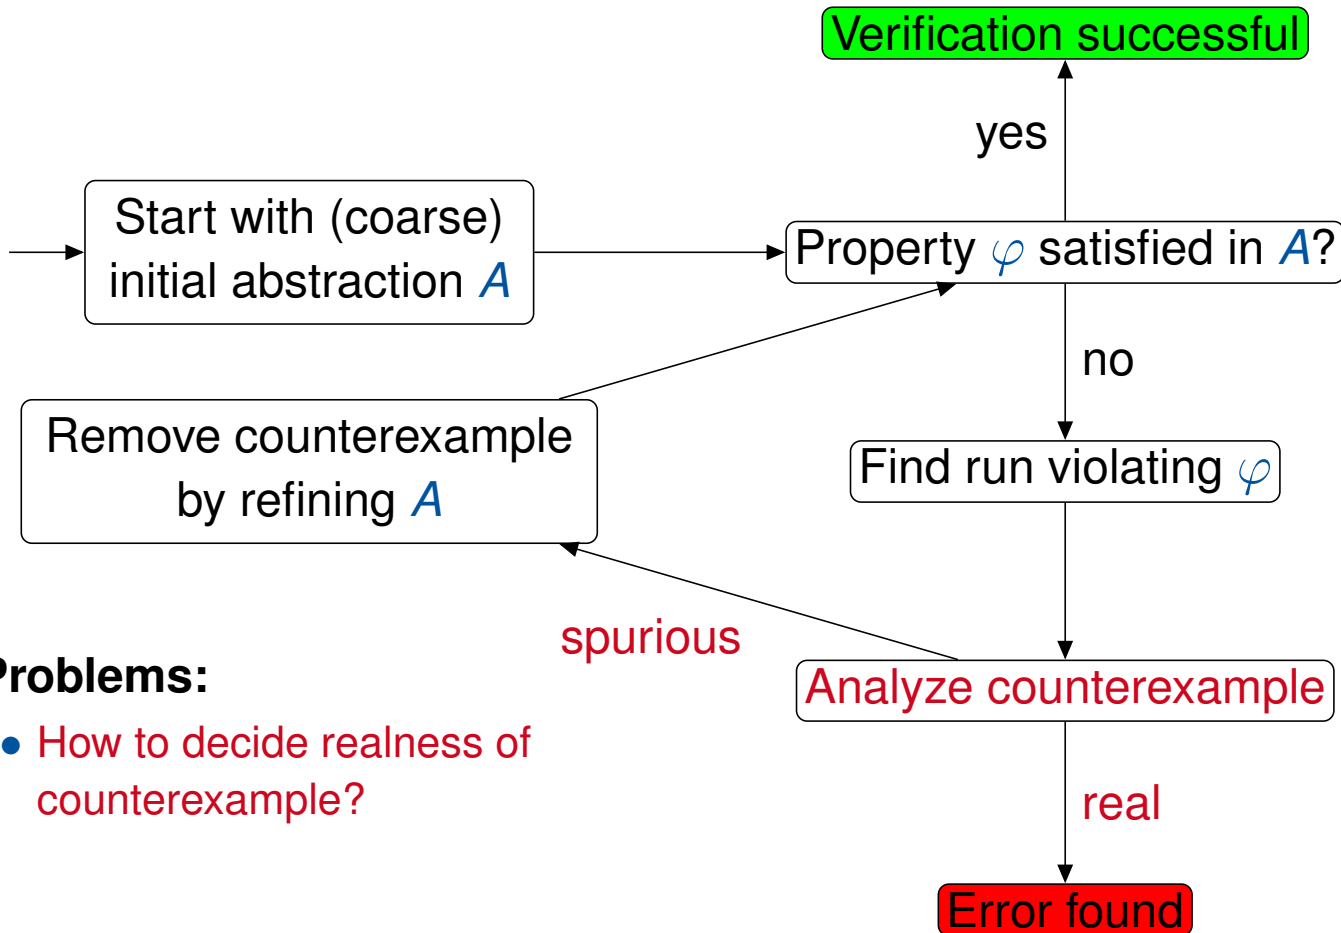 Verification successful
yes
Start with (coarse)
initial abstraction A
Property φ satisfied in A?
no
Remove counterexample
by refining A
Find run violating φ
spurious
Problems:
Analyze counterexample
• How to decide realness of
counterexample?
real
Error found